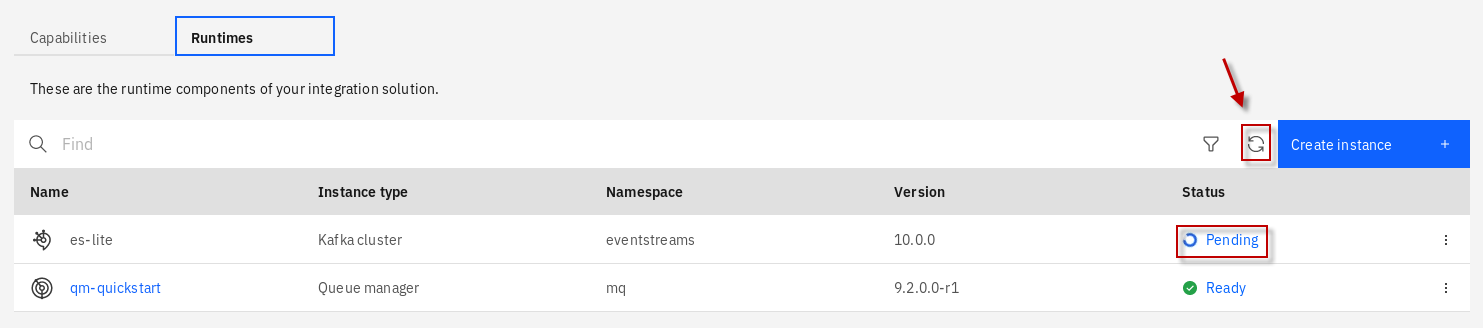 Capabilities Runtimes
These are the runtime components of your integration solution.
Find Create instance +
Name Instance type Namespace Version Status
es-lite Kafka cluster eventstreams 10.0.0 Pending
qm-quickstart Queue manager mq 9.2.0.0-r1 Ready